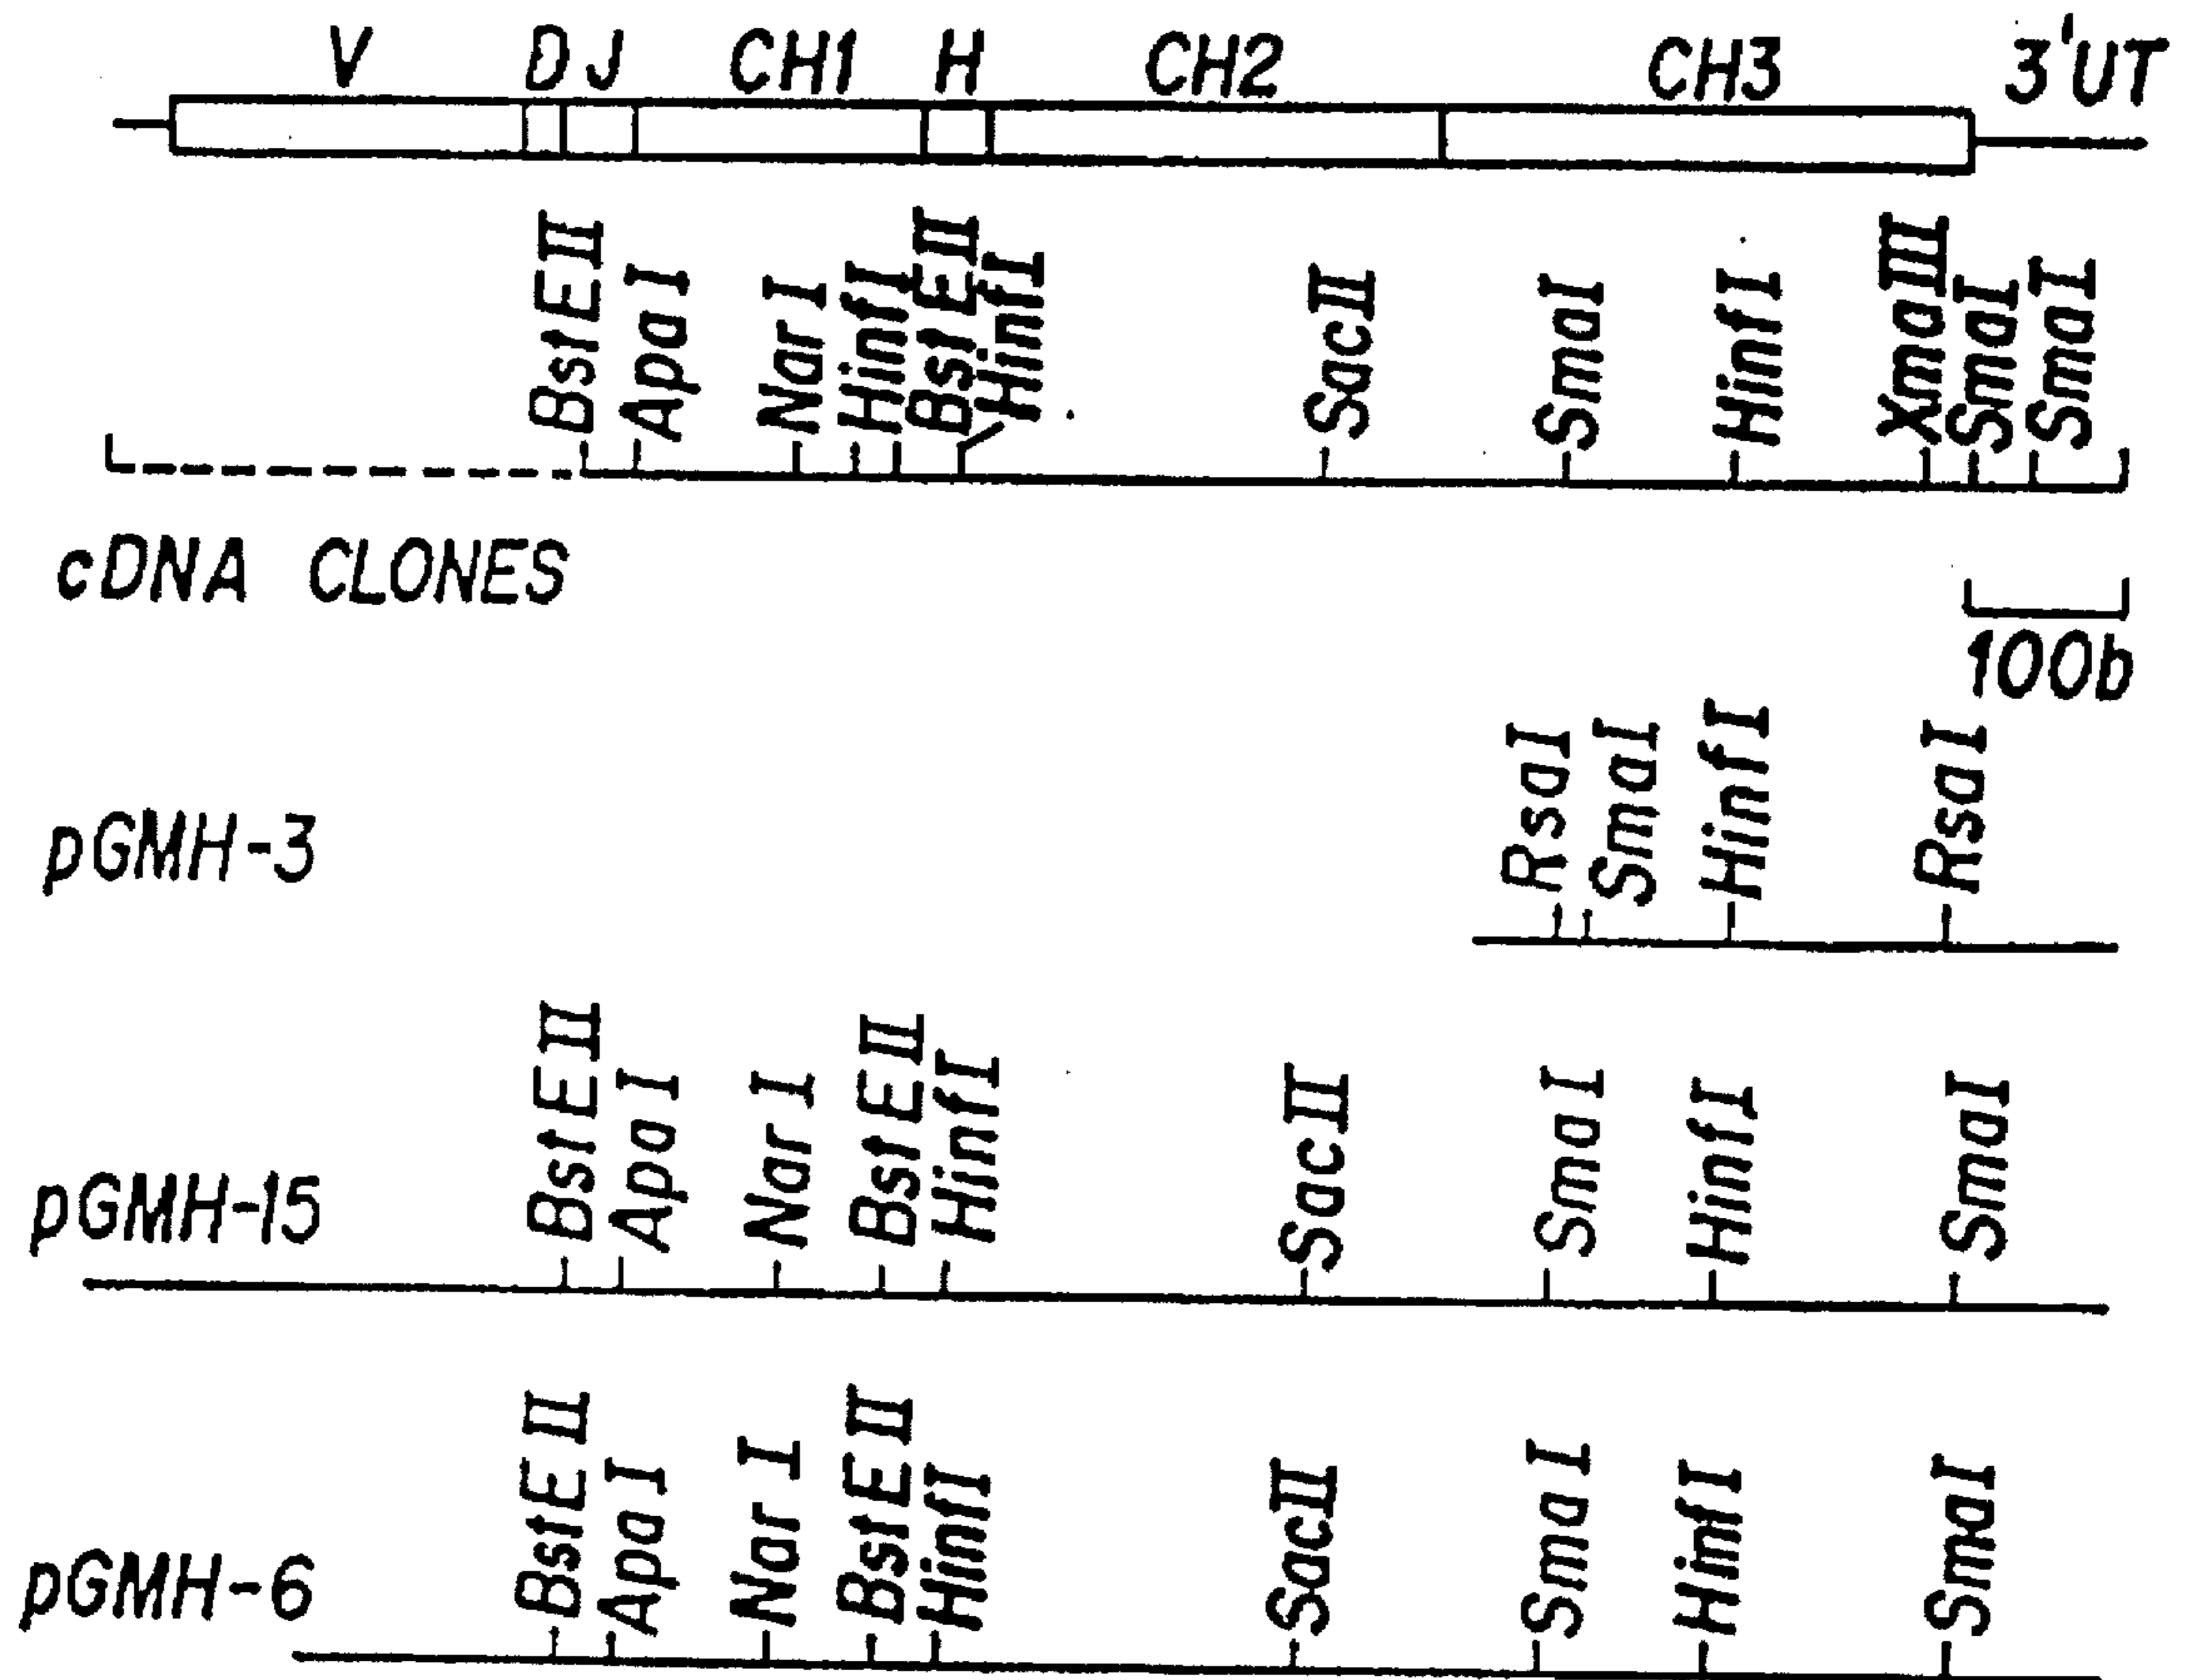 V D J CH1 H CH2 CH3 3'UT
BstEII ApaI NarI HinfI BstEII HinfI SacII SmaI HinfI XmaIII SmaI SmaI
cDNA CLONES
100b
RsaI SmaI HinfI RsaI
pGMH-3
BstEII ApaI NarI BstEII HinfI SacII SmaI HinfI SmaI
pGMH-15
BstEII ApaI NarI BstEII HinfI SacII SmaI HinfI SmaI
pGMH-6